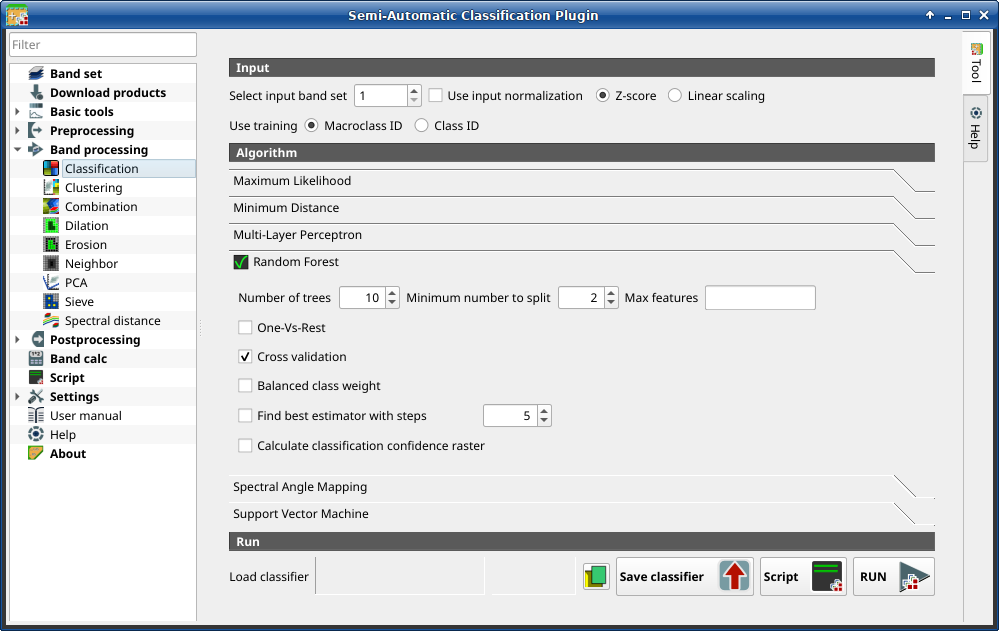 Semi-Automatic Classification Plugin
Filter
Band set
Download products
Basic tools
Preprocessing
Band processing
Classification
Clustering
Combination
Dilation
Erosion
Neighbor
PCA
Sieve
Spectral distance
Postprocessing
Band calc
Script
Settings
User manual
Help
About
Input
Select input band set 1 Use input normalization Z-score Linear scaling
Use training Macroclass ID Class ID
Algorithm
Maximum Likelihood
Minimum Distance
Multi-Layer Perceptron
Random Forest
Number of trees 10 Minimum number to split 2 Max features
One-Vs-Rest
Cross validation
Balanced class weight
Find best estimator with steps 5
Calculate classification confidence raster
Spectral Angle Mapping
Support Vector Machine
Run
Load classifier Save classifier Script RUN
Tool
Help